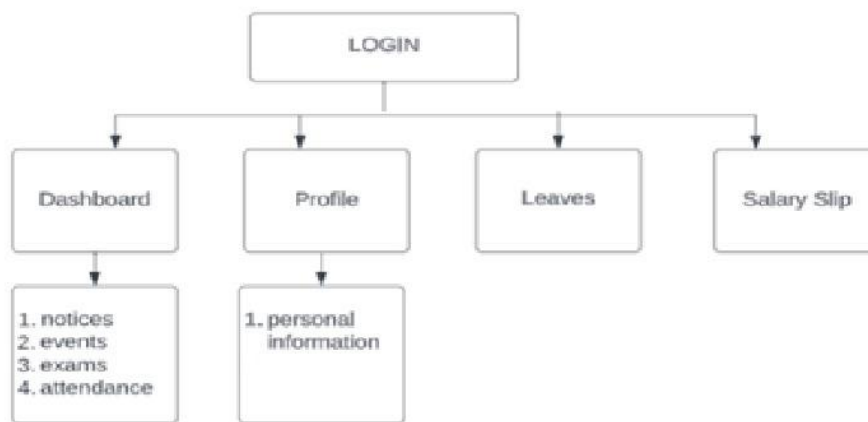 LOGIN
Dashboard
Profile
Leaves
Salary Slip
1. notices
2. events
3. exams
4. attendance
1. personal
information